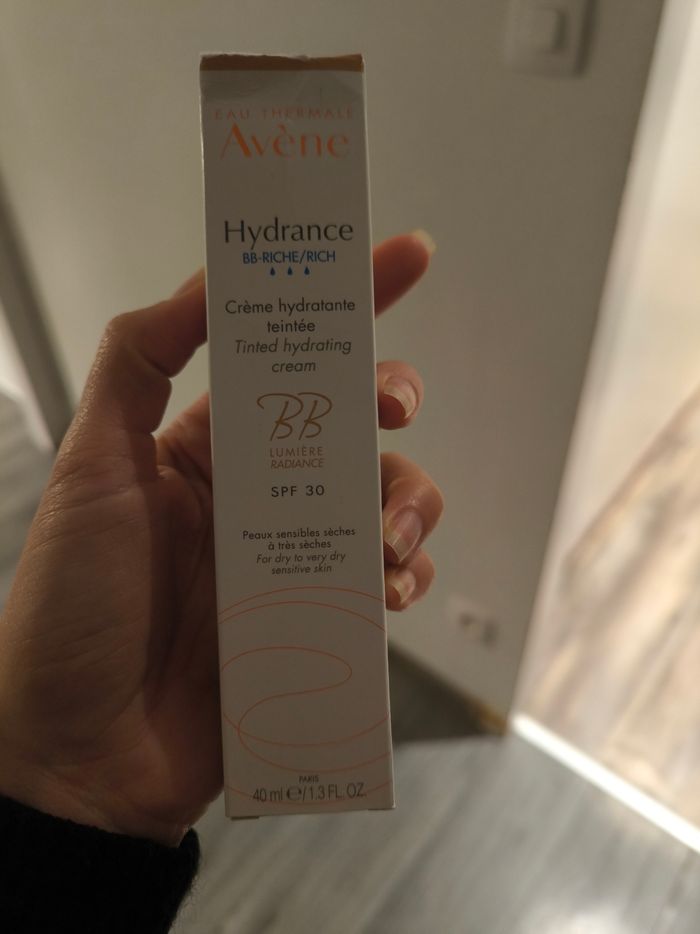 EAU THERMALE
Avène
Hydrance
BB-RICHE/RICH
Crème hydratante
teintée
Tinted hydrating
cream
BB
LUMIÈRE
RADIANCE
SPF 30
Peaux sensibles sèches
à très sèches
For dry to very dry
sensitive skin
PARIS
40 ml ℮/1.3 FL. OZ.